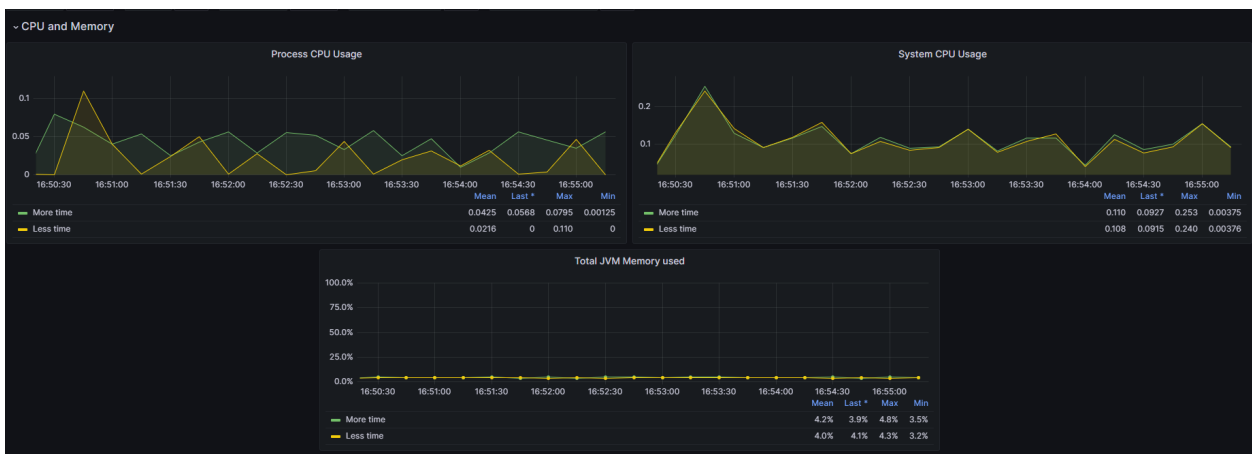 CPU and Memory
Process CPU Usage
0.1
0.05
0
16:50:30 16:51:00 16:51:30 16:52:00 16:52:30 16:53:00 16:53:30 16:54:00 16:54:30 16:55:00
Mean Last * Max Min
More time 0.0425 0.0568 0.0795 0.00125
Less time 0.0216 0 0.110 0
System CPU Usage
0.2
0.1
16:50:30 16:51:00 16:51:30 16:52:00 16:52:30 16:53:00 16:53:30 16:54:00 16:54:30 16:55:00
Mean Last * Max Min
More time 0.110 0.0927 0.253 0.00375
Less time 0.108 0.0915 0.240 0.00376
Total JVM Memory used
100.0%
75.0%
50.0%
25.0%
0.0%
16:50:30 16:51:00 16:51:30 16:52:00 16:52:30 16:53:00 16:53:30 16:54:00 16:54:30 16:55:00
Mean Last * Max Min
More time 4.2% 3.9% 4.8% 3.5%
Less time 4.0% 4.1% 4.3% 3.2%